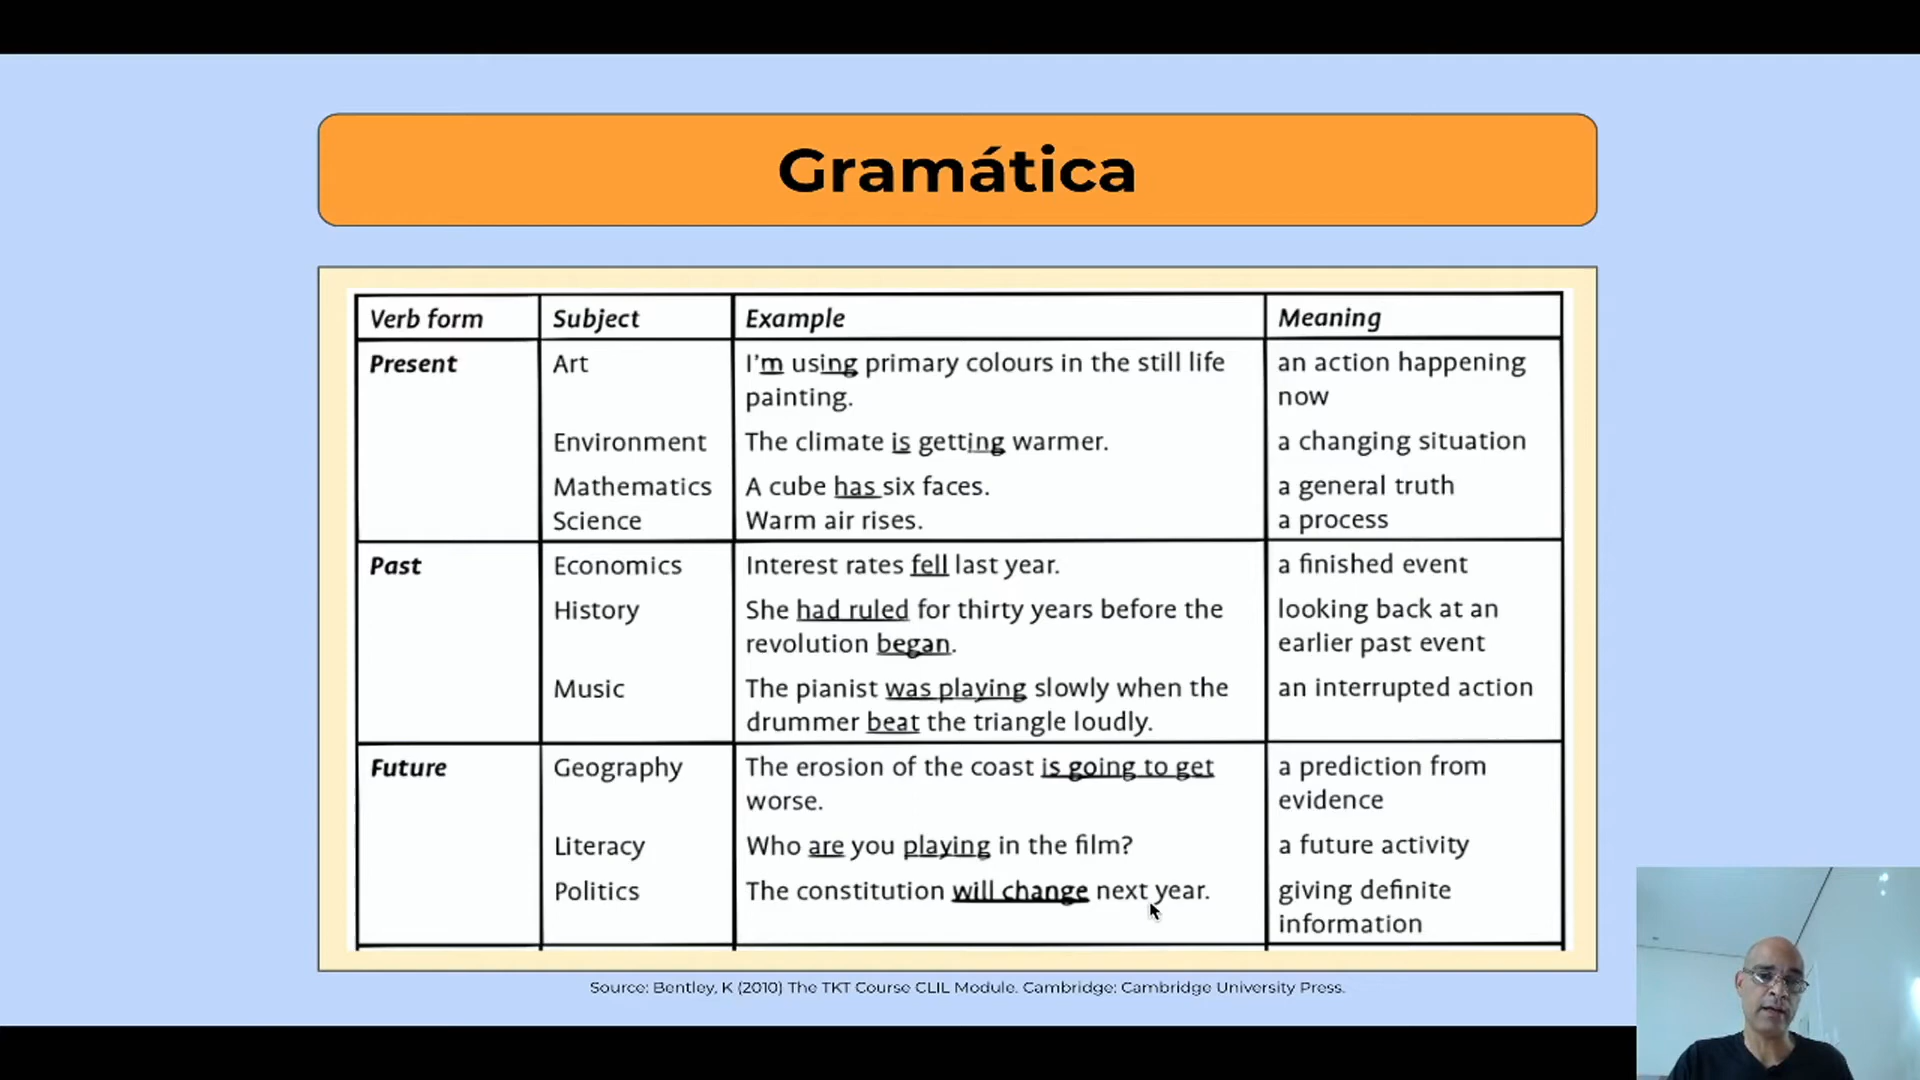 Gramática
Verb form Subject Example Meaning
Present Art I'm using primary colours in the still life an action happening
painting. now
Environment The climate is getting warmer. a changing situation
Mathematics A cube has six faces. a general truth
Science Warm air rises. a process
Past Economics Interest rates fell last year. a finished event
History She had ruled for thirty years before the looking back at an
revolution began. earlier past event
Music The pianist was playing slowly when the an interrupted action
drummer beat the triangle loudly.
Future Geography The erosion of the coast is going to get a prediction from
worse. evidence
Literacy Who are you playing in the film? a future activity
Politics The constitution will change next year. giving definite
information
Source: Bentley, K (2010) The TKT Course CLIL Module. Cambridge: Cambridge University Press.